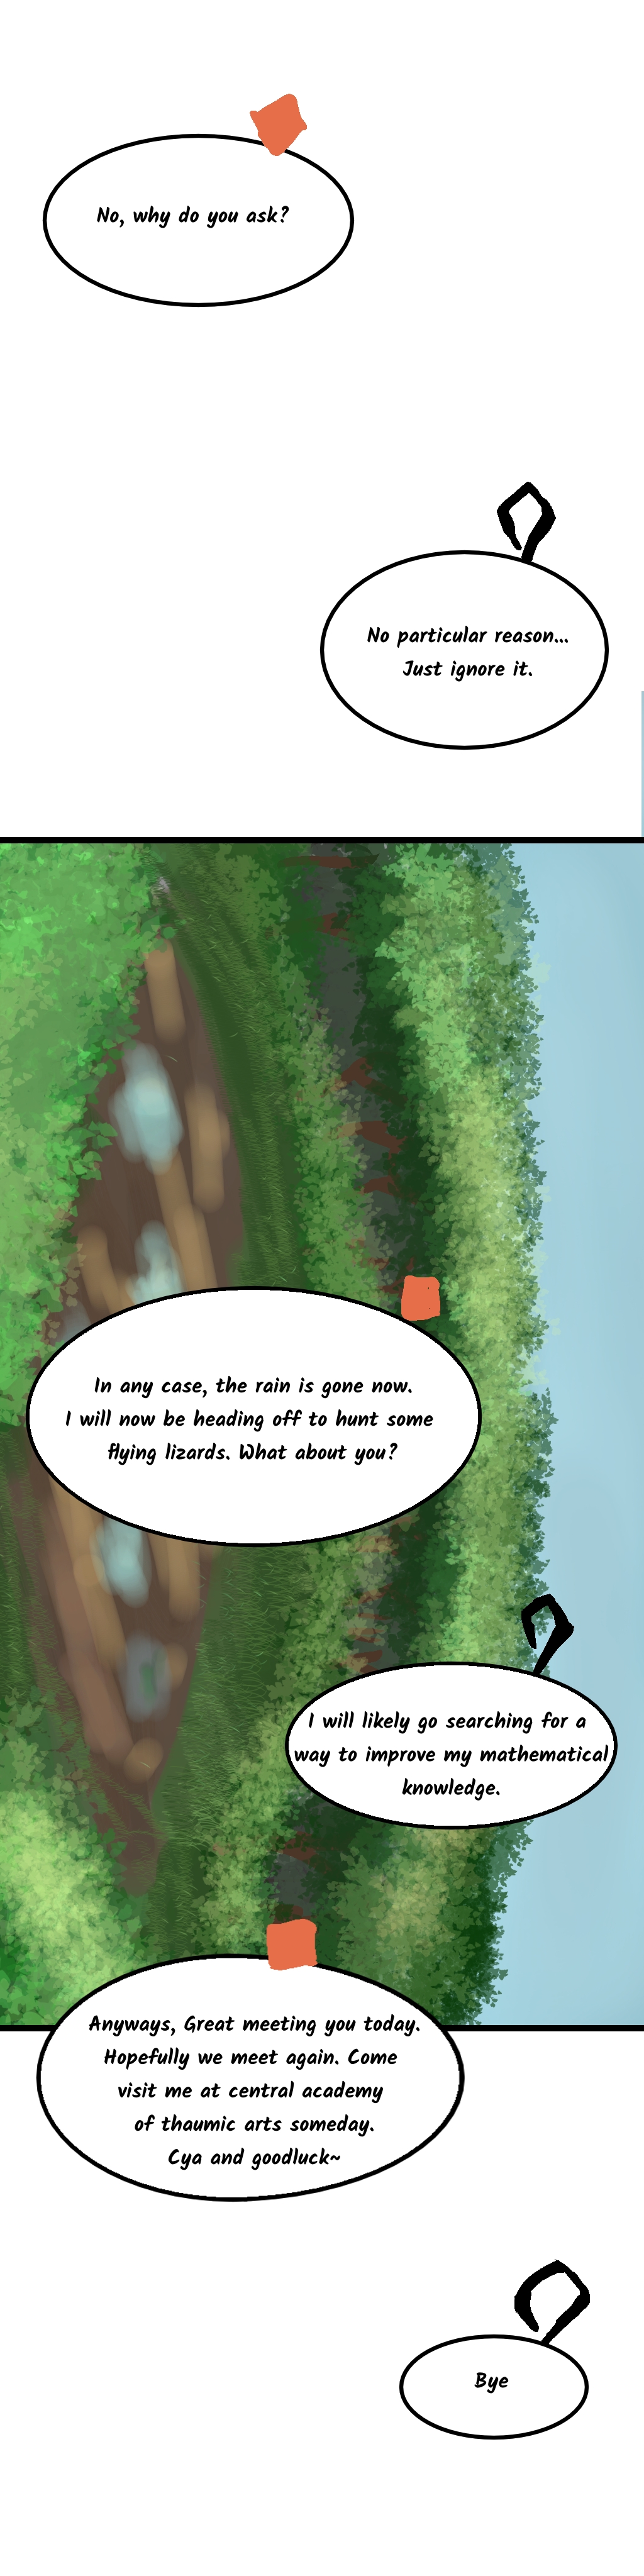 No, why do you ask?
No particular reason...
Just ignore it.
In any case, the rain is gone now.
I will now be heading off to hunt some
flying lizards. What about you?
I will likely go searching for a
way to improve my mathematical
knowledge.
Anyways, Great meeting you today.
Hopefully we meet again. Come
visit me at central academy
of thaumic arts someday.
Cya and goodluck~
Bye